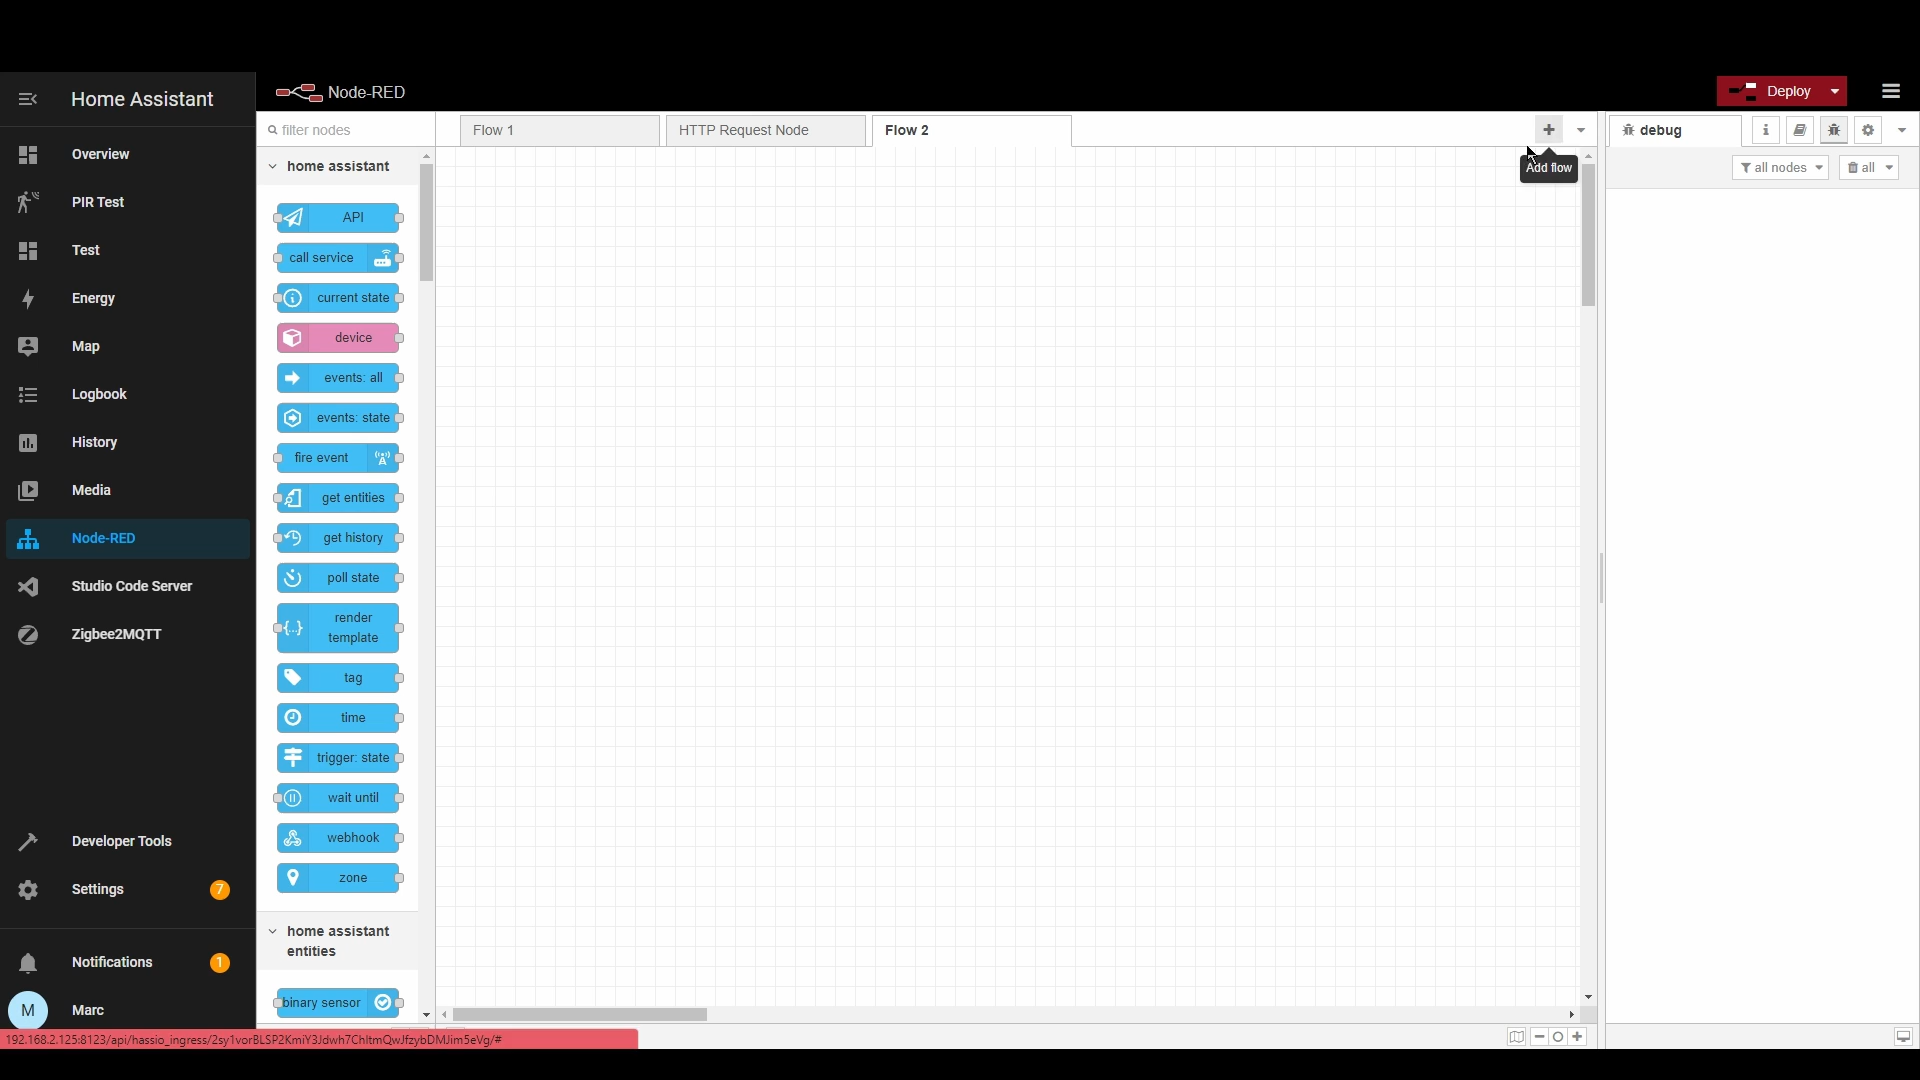 Home Assistant
Node-RED
Deploy
filter nodes
Flow 1
HTTP Request Node
Flow 2
debug
Add flow
all nodes
all
Overview
PIR Test
Test
Energy
Map
Logbook
History
Media
Node-RED
Studio Code Server
Zigbee2MQTT
Developer Tools
Settings
7
Notifications
1
M
Marc
home assistant
API
call service
current state
device
events: all
events: state
fire event
get entities
get history
poll state
render
template
tag
time
trigger: state
wait until
webhook
zone
home assistant
entities
binary sensor